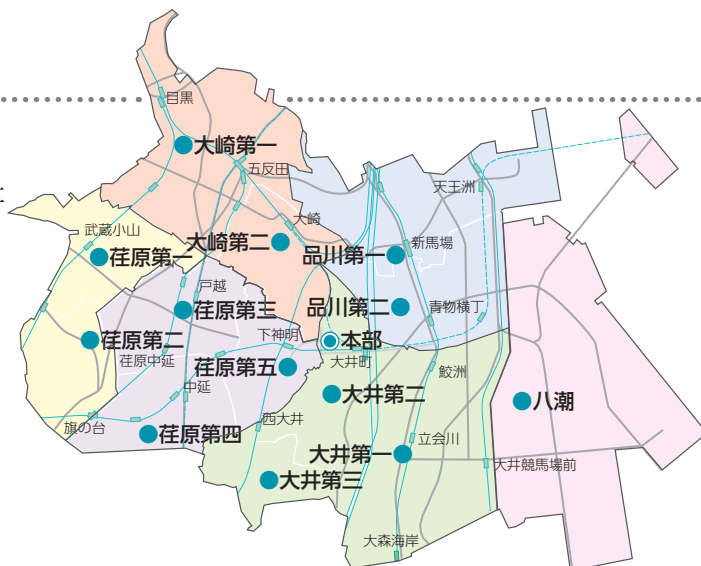 目黒
大崎第一
五反田
天王洲
武蔵小山
大崎
大崎第二
新馬場
品川第一
荏原第一
戸越
荏原第三
品川第二
青物横丁
下神明
本部
荏原第二
荏原中延
大井町
荏原第五
鮫洲
中延
大井第二
八潮
旗の台
西大井
荏原第四
立会川
大井第一
大井競馬場前
大井第三
大森海岸